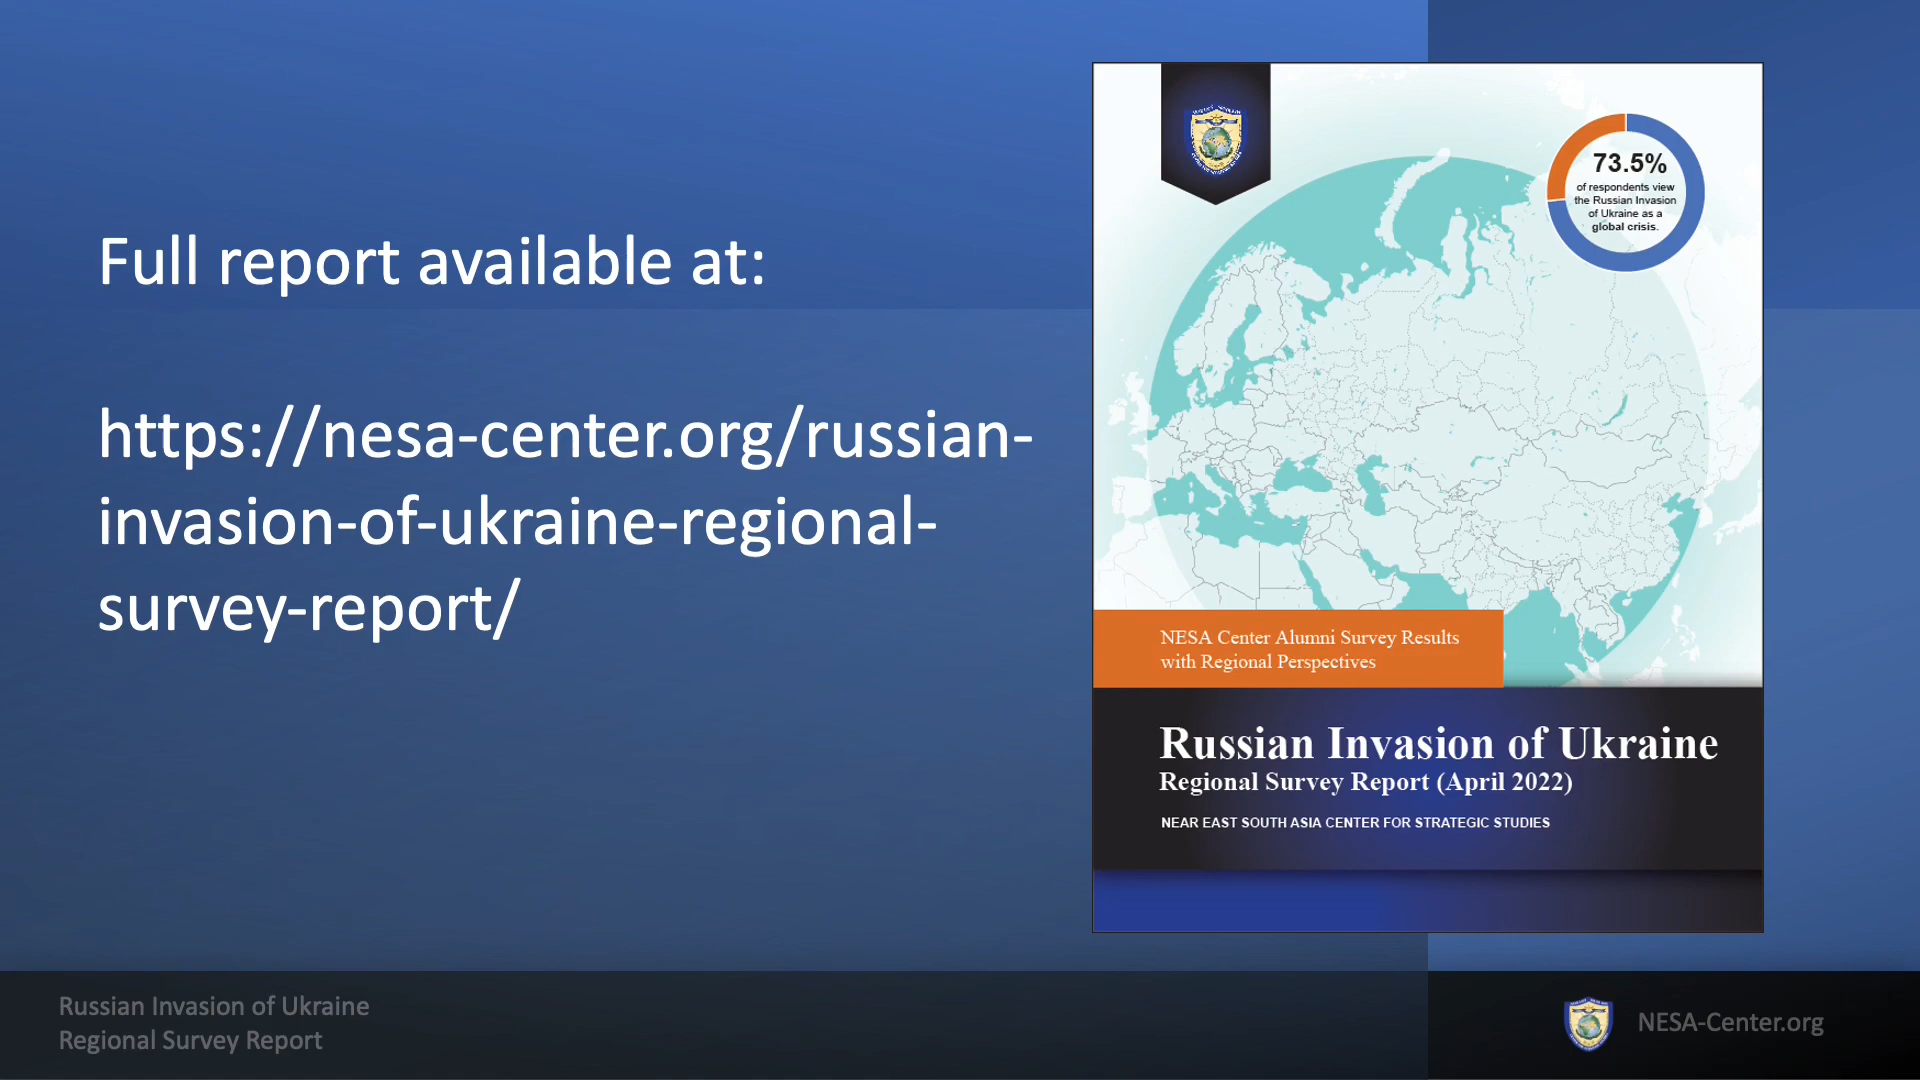 Full report available at:
https://nesa-center.org/russian-
invasion-of-ukraine-regional-
survey-report/
73.5%
of respondents view
the Russian Invasion
of Ukraine as a
global crisis.
NESA Center Alumni Survey Results
with Regional Perspectives
Russian Invasion of Ukraine
Regional Survey Report (April 2022)
NEAR EAST SOUTH ASIA CENTER FOR STRATEGIC STUDIES
Russian Invasion of Ukraine
Regional Survey Report
NESA-Center.org